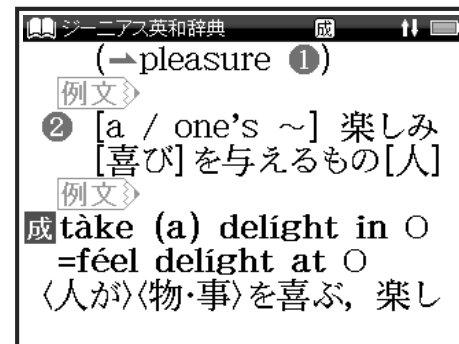 ジーニアス英和辞典 成
(→pleasure ❶)
例文
❷ [a / one's ～] 楽しみ
[喜び]を与えるもの[人]
例文
成 tàke (a) delíght in ○
=féel delíght at ○
〈人が〉〈物・事〉を喜ぶ, 楽し